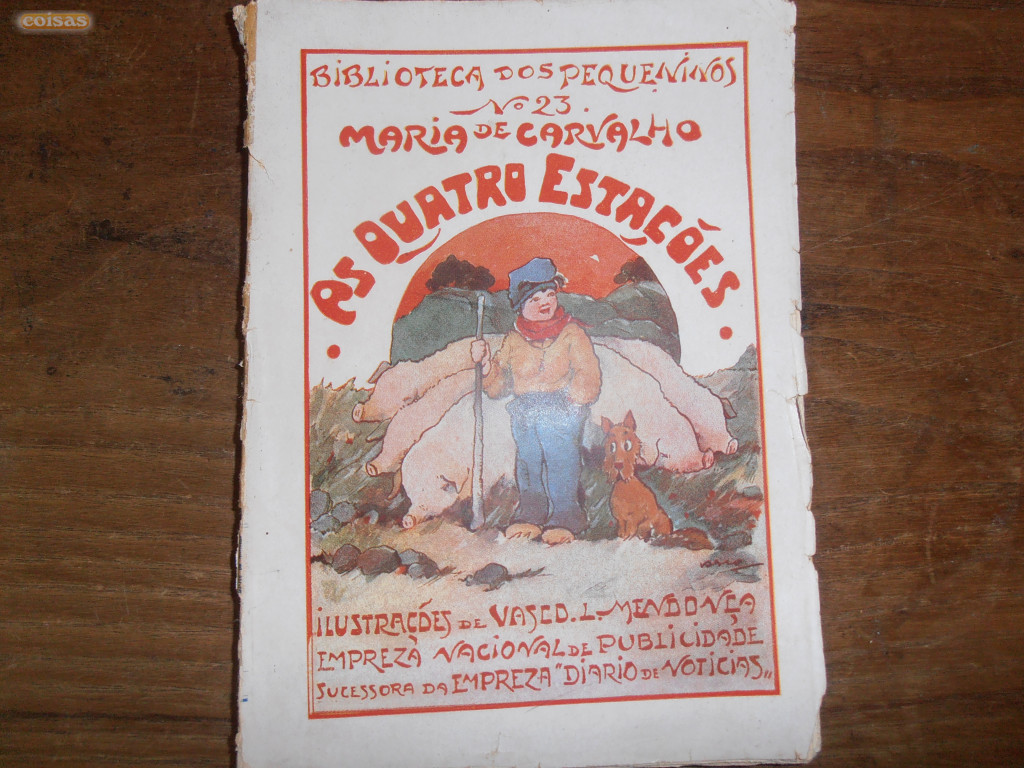 coisas
BIBLIOTECA DOS PEQUENINOS
No 23.
MARIA DE CARVALHO
AS QUATRO ESTAÇÕES.
ILUSTRAÇÕES DE VASCO. L. MENDONÇA
EMPREZA NACIONAL DE PUBLICIDADE
SUCESSORA DA EMPREZA "DIARIO DE NOTICIAS,,